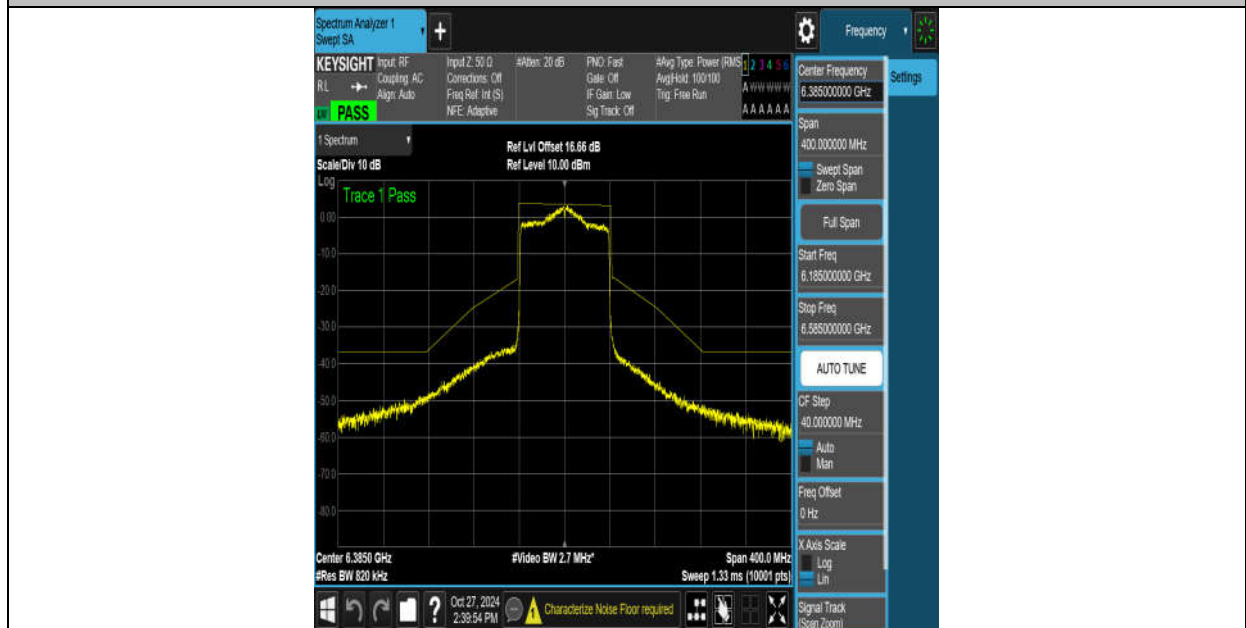 Spectrum Analyzer 1
Swept SA
+
Frequency
KEYSIGHT
RL
PASS
Input: RF
Coupling: AC
Align: Auto
Input Z: 50 Ω
Corrections: Off
Freq Ref: Int (S)
NFE: Adaptive
#Atten: 20 dB
PNO: Fast
Gate: Off
IF Gain: Low
Sig Track: Off
#Avg Type: Power (RMS
Avg|Hold: 100/100
Trig: Free Run
1 2 3 4 5 6
A W W W W W
A A A A A A
1 Spectrum
Scale/Div 10 dB
Ref Lvl Offset 16.66 dB
Ref Level 10.00 dBm
Log
Trace 1 Pass
0.00
-10.0
-20.0
-30.0
-40.0
-50.0
-60.0
-70.0
-80.0
Center 6.3850 GHz
#Res BW 820 kHz
#Video BW 2.7 MHz*
Span 400.0 MHz
Sweep 1.33 ms (10001 pts)
?
Oct 27, 2024
2:39:54 PM
Characterize Noise Floor required
Center Frequency
6.385000000 GHz
Settings
Span
400.000000 MHz
Swept Span
Zero Span
Full Span
Start Freq
6.185000000 GHz
Stop Freq
6.585000000 GHz
AUTO TUNE
CF Step
40.000000 MHz
Auto
Man
Freq Offset
0 Hz
X Axis Scale
Log
Lin
Signal Track
(Span Zoom)